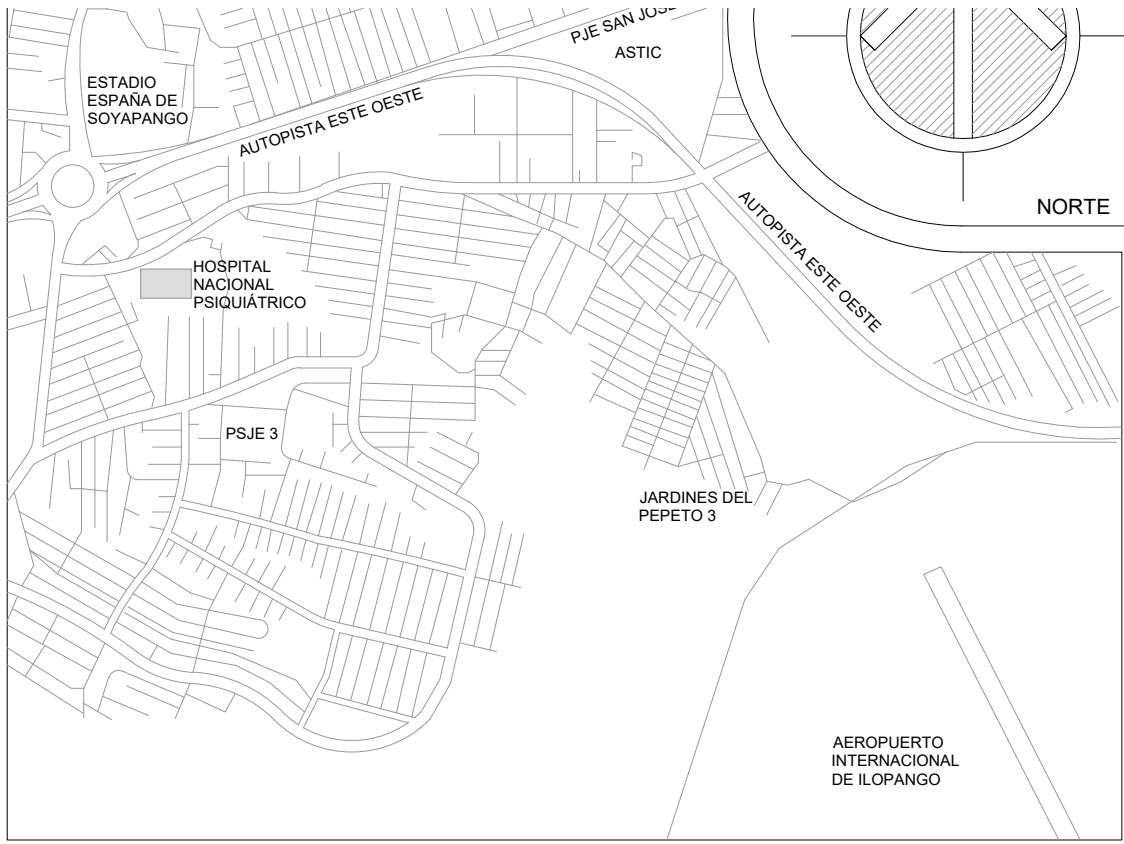 PJE SAN JOSE
ASTIC
ESTADIO
ESPAÑA DE
SOYAPANGO
AUTOPISTA ESTE OESTE
NORTE
AUTOPISTA ESTE OESTE
HOSPITAL
NACIONAL
PSIQUIÁTRICO
PSJE 3
JARDINES DEL
PEPETO 3
AEROPUERTO
INTERNACIONAL
DE ILOPANGO